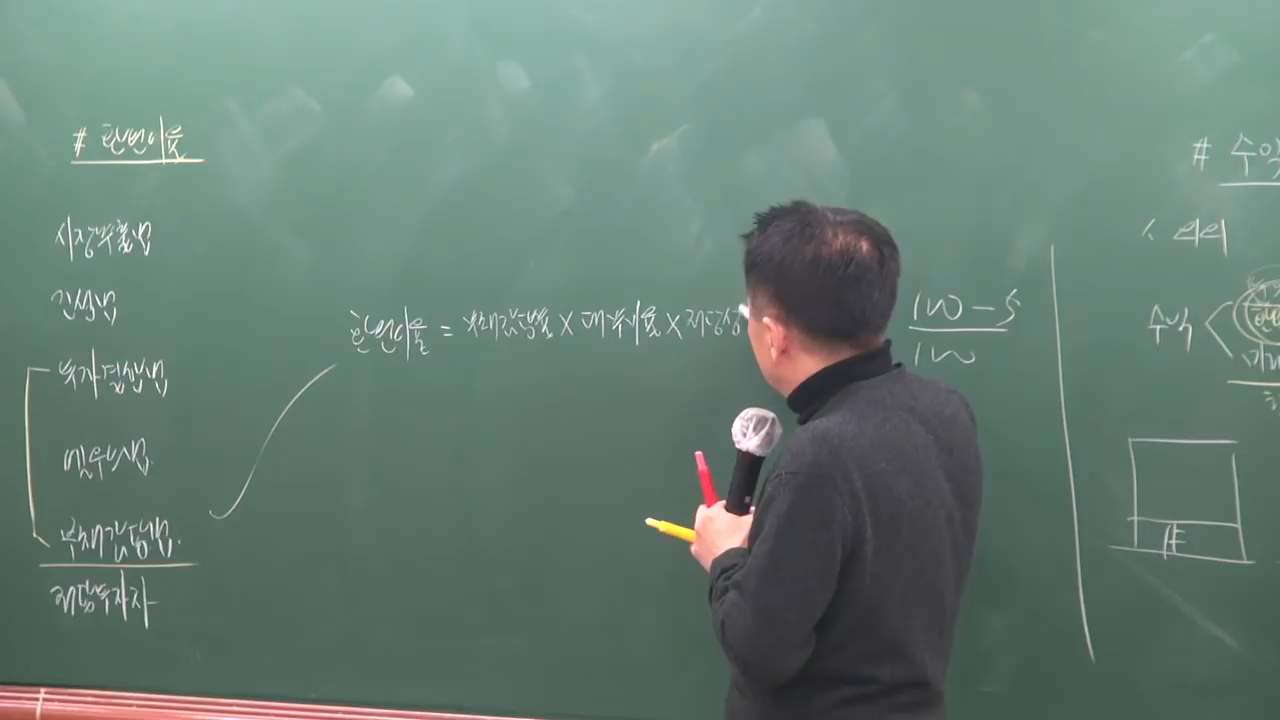 # 환원이율
시장추출법
조성법
투자결합법
엘우드법.
부채감당법.
저당투자자
환원이율 = 부채감당률 X 대부비율 X 저당상
100 - 5
100
# 수익
수익